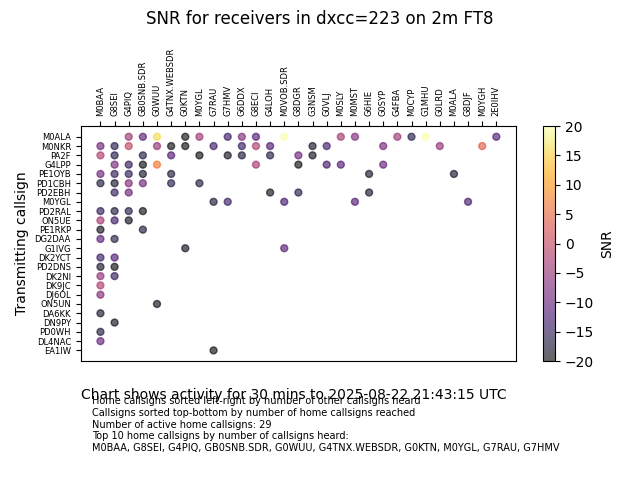 SNR for receivers in dxcc=223 on 2m FT8
M0BAA
G8SEI
G4PIQ
GB0SNB.SDR
G0WUU
G4TNX.WEBSDR
G0KTN
M0YGL
G7RAU
G7HMV
G6DDX
G8ECI
G4LOH
M0VOB.SDR
G8DGR
G3NSM
G0VLJ
M0SLY
M0MST
G6HIE
G0SYP
G4FBA
M0CYP
G1MHU
G0LRD
M0ALA
G8DJF
M0YGH
2E0IHV
Transmitting callsign
M0ALA
M0NKR
PA2F
G4LPP
PE1OYB
PD1CBH
PD2EBH
M0YGL
PD2RAL
ON5UE
PE1RKP
DG2DAA
G1IVG
DK2YCT
PD2DNS
DK2NI
DK9JC
DJ6OL
ON5UN
DA6KK
DN9PY
PD0WH
DL4NAC
EA1IW
20
15
10
5
0
−5
−10
−15
−20
SNR
Chart shows activity for 30 mins to 2025-08-22 21:43:15 UTC
Home callsigns sorted left-right by number of other callsigns heard
Callsigns sorted top-bottom by number of home callsigns reached
Number of active home callsigns: 29
Top 10 home callsigns by number of callsigns heard:
M0BAA, G8SEI, G4PIQ, GB0SNB.SDR, G0WUU, G4TNX.WEBSDR, G0KTN, M0YGL, G7RAU, G7HMV